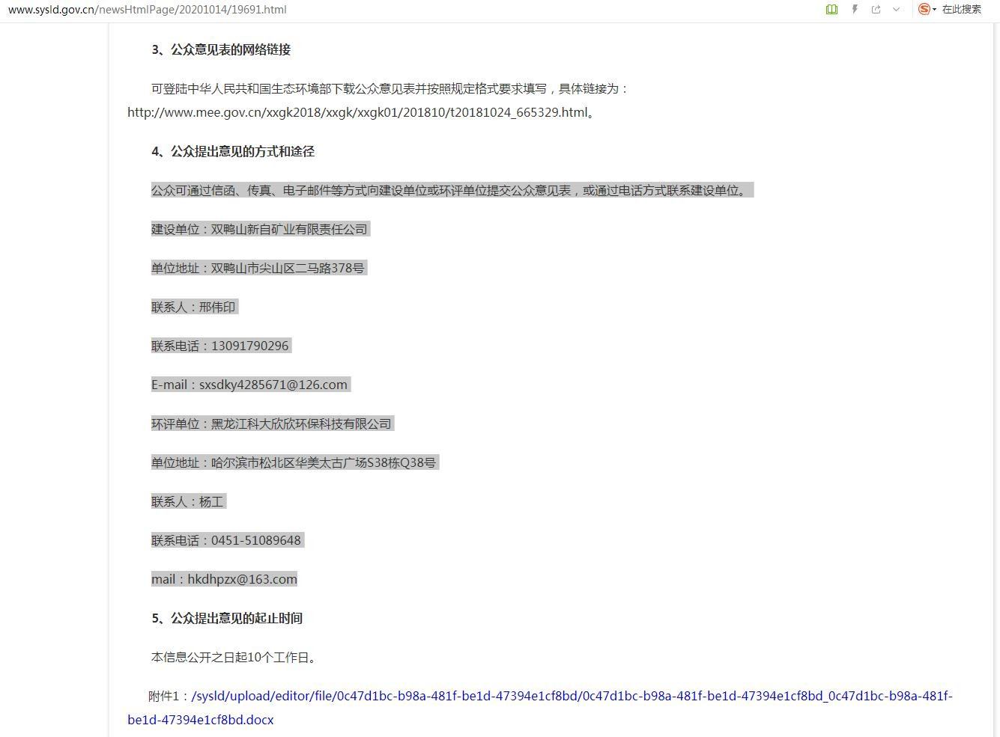 www.sysld.gov.cn/newsHtmlPage/20201014/19691.html
在此搜索
3、公众意见表的网络链接
可登陆中华人民共和国生态环境部下载公众意见表并按照规定格式要求填写，具体链接为：
http://www.mee.gov.cn/xxgk2018/xxgk/xxgk01/201810/t20181024_665329.html。
4、公众提出意见的方式和途径
公众可通过信函、传真、电子邮件等方式向建设单位或环评单位提交公众意见表，或通过电话方式联系建设单位。
建设单位：双鸭山新自矿业有限责任公司
单位地址：双鸭山市尖山区二马路378号
联系人：邢伟印
联系电话：13091790296
E-mail：sxsdky4285671@126.com
环评单位：黑龙江科大欣欣环保科技有限公司
单位地址：哈尔滨市松北区华美太古广场S38栋Q38号
联系人：杨工
联系电话：0451-51089648
mail：hkdhpzx@163.com
5、公众提出意见的起止时间
本信息公开之日起10个工作日。
附件1：/sysld/upload/editor/file/0c47d1bc-b98a-481f-be1d-47394e1cf8bd/0c47d1bc-b98a-481f-be1d-47394e1cf8bd_0c47d1bc-b98a-481f-
be1d-47394e1cf8bd.docx